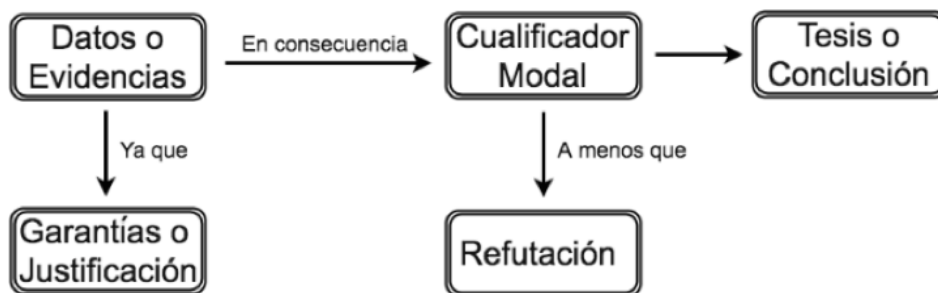 Datos o
Evidencias
En consecuencia
Cualificador
Modal
Tesis o
Conclusión
Ya que
A menos que
Garantías o
Justificación
Refutación